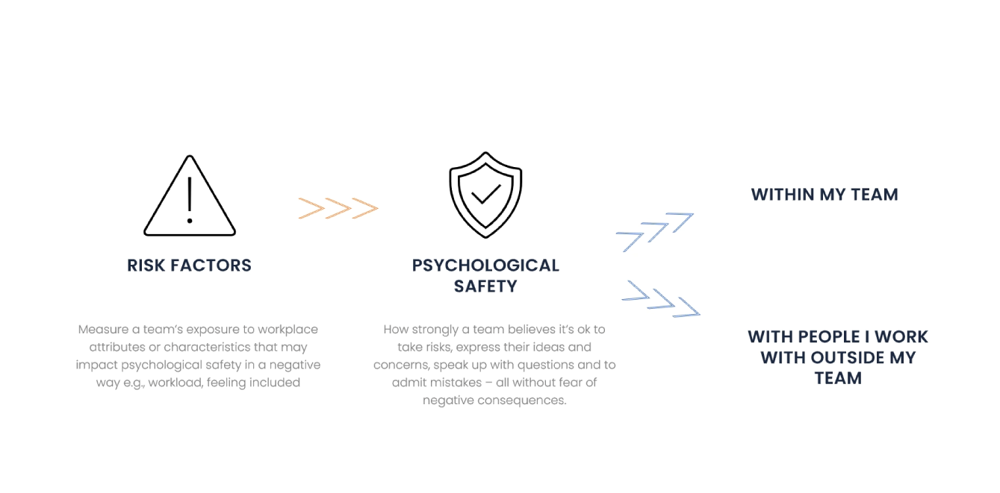 RISK FACTORS
Measure a team's exposure to workplace
attributes or characteristics that may
impact psychological safety in a negative
way e.g., workload, feeling included
PSYCHOLOGICAL
SAFETY
How strongly a team believes it's ok to
take risks, express their ideas and
concerns, speak up with questions and to
admit mistakes – all without fear of
negative consequences.
WITHIN MY TEAM
WITH PEOPLE I WORK
WITH OUTSIDE MY
TEAM